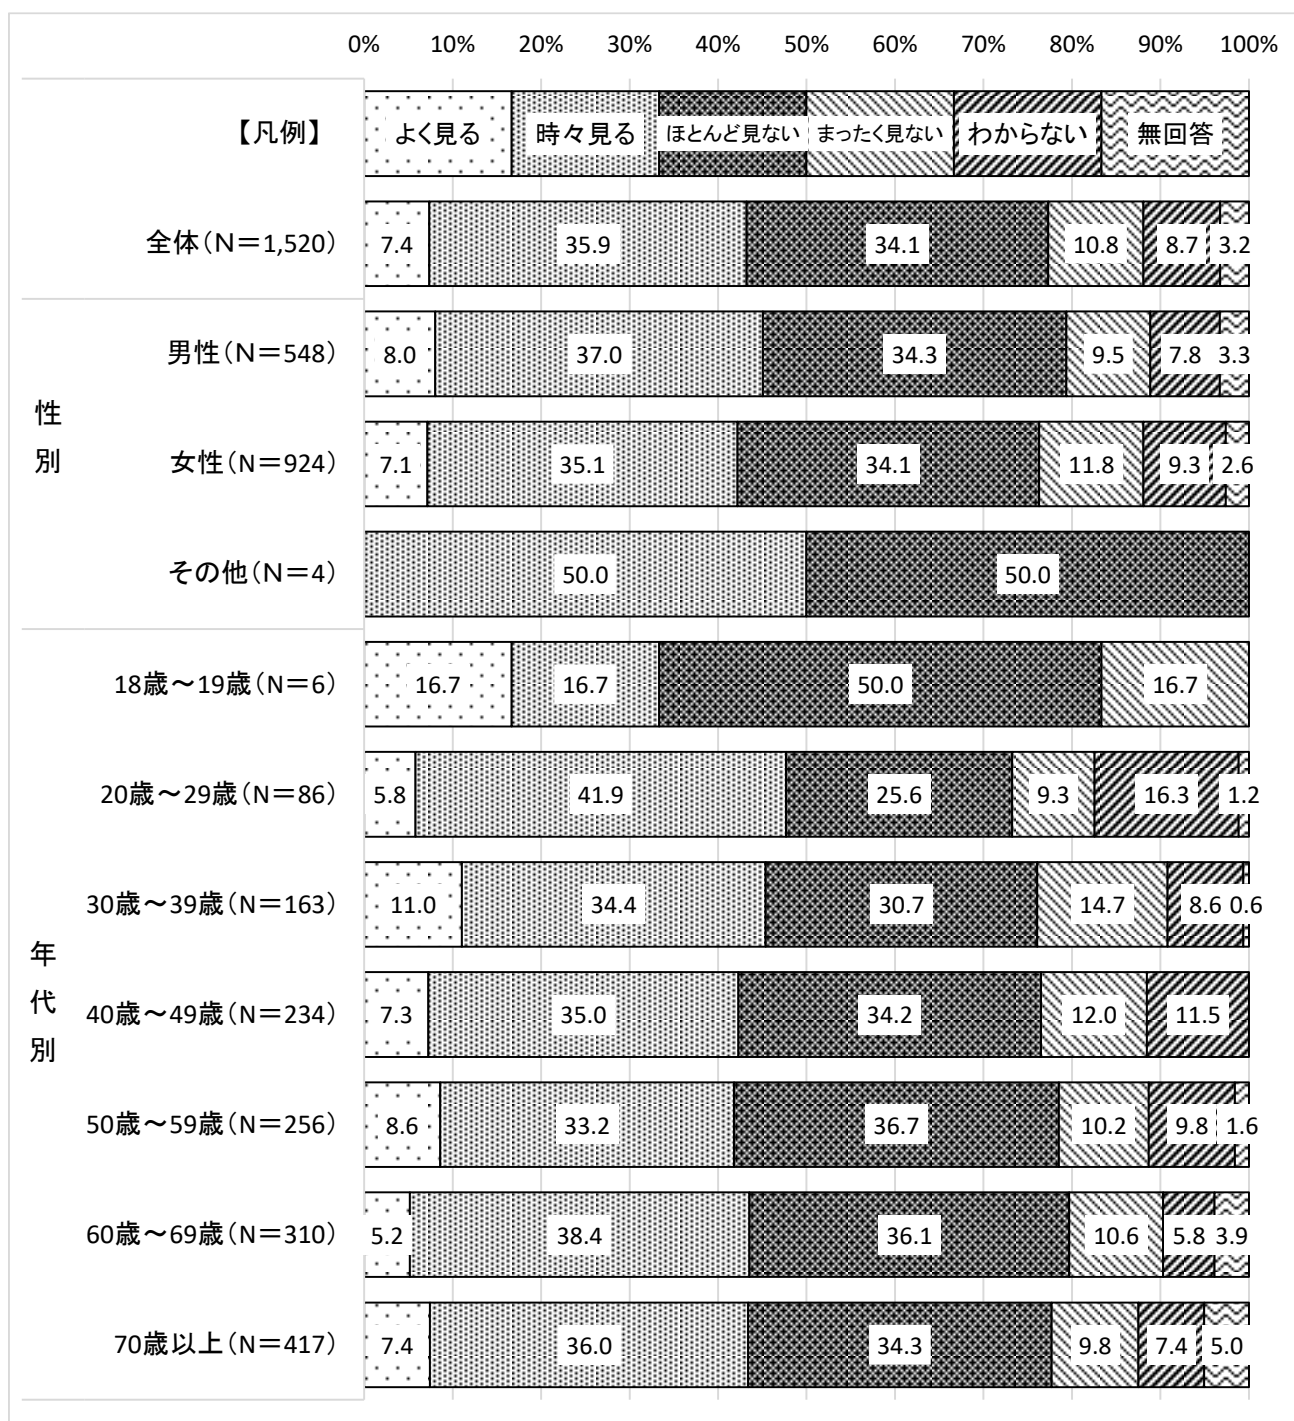 0% 10% 20% 30% 40% 50% 60% 70% 80% 90% 100%
【凡例】 よく見る 時々見る ほとんど見ない まったく見ない わからない 無回答
全体(N＝1,520) 7.4 35.9 34.1 10.8 8.7 3.2
性別
男性(N＝548) 8.0 37.0 34.3 9.5 7.8 3.3
女性(N＝924) 7.1 35.1 34.1 11.8 9.3 2.6
その他(N＝4) 50.0 50.0
年代別
18歳～19歳(N＝6) 16.7 16.7 50.0 16.7
20歳～29歳(N＝86) 5.8 41.9 25.6 9.3 16.3 1.2
30歳～39歳(N＝163) 11.0 34.4 30.7 14.7 8.6 0.6
40歳～49歳(N＝234) 7.3 35.0 34.2 12.0 11.5
50歳～59歳(N＝256) 8.6 33.2 36.7 10.2 9.8 1.6
60歳～69歳(N＝310) 5.2 38.4 36.1 10.6 5.8 3.9
70歳以上(N＝417) 7.4 36.0 34.3 9.8 7.4 5.0